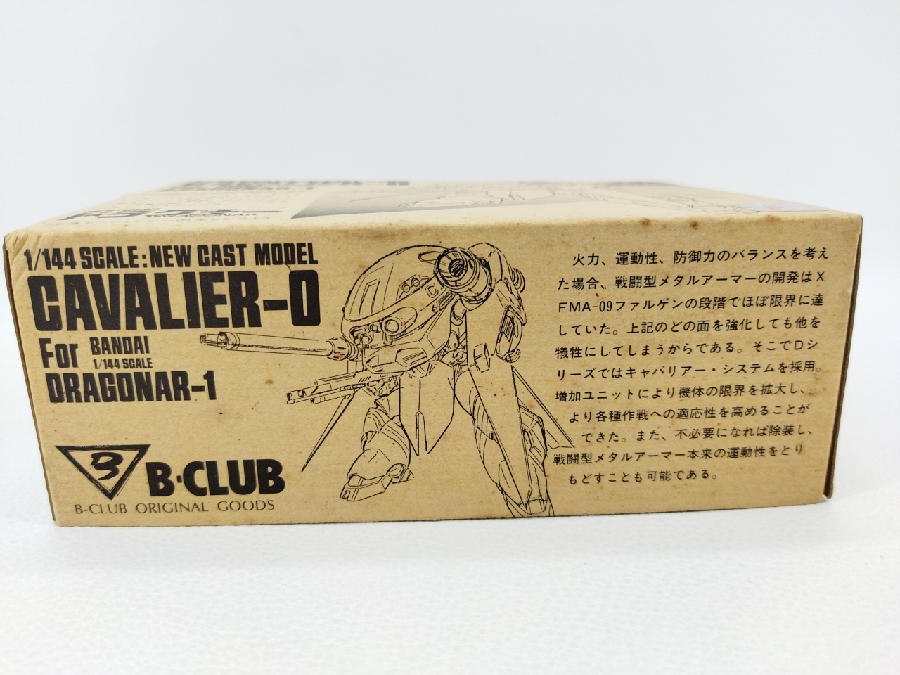 1/144 SCALE:NEW CAST MODEL
CAVALIER-0
For BANDAI 1/144 SCALE
DRAGONAR-1
B-CLUB
B-CLUB ORIGINAL GOODS
火力、運動性、防御力のバランスを考え
た場合、戦闘型メタルアーマーの開発はX
FMA-09ファルゲンの段階でほぼ限界に達
していた。上記のどの面を強化しても他を
犠牲にしてしまうからである。そこでDシ
リーズではキャバリアー・システムを採用。
増加ユニットにより機体の限界を拡大し、
より各種作戦への適応性を高めることが
できた。また、不必要になれば除装し、
戦闘型メタルアーマー本来の運動性をとり
もどすことも可能である。